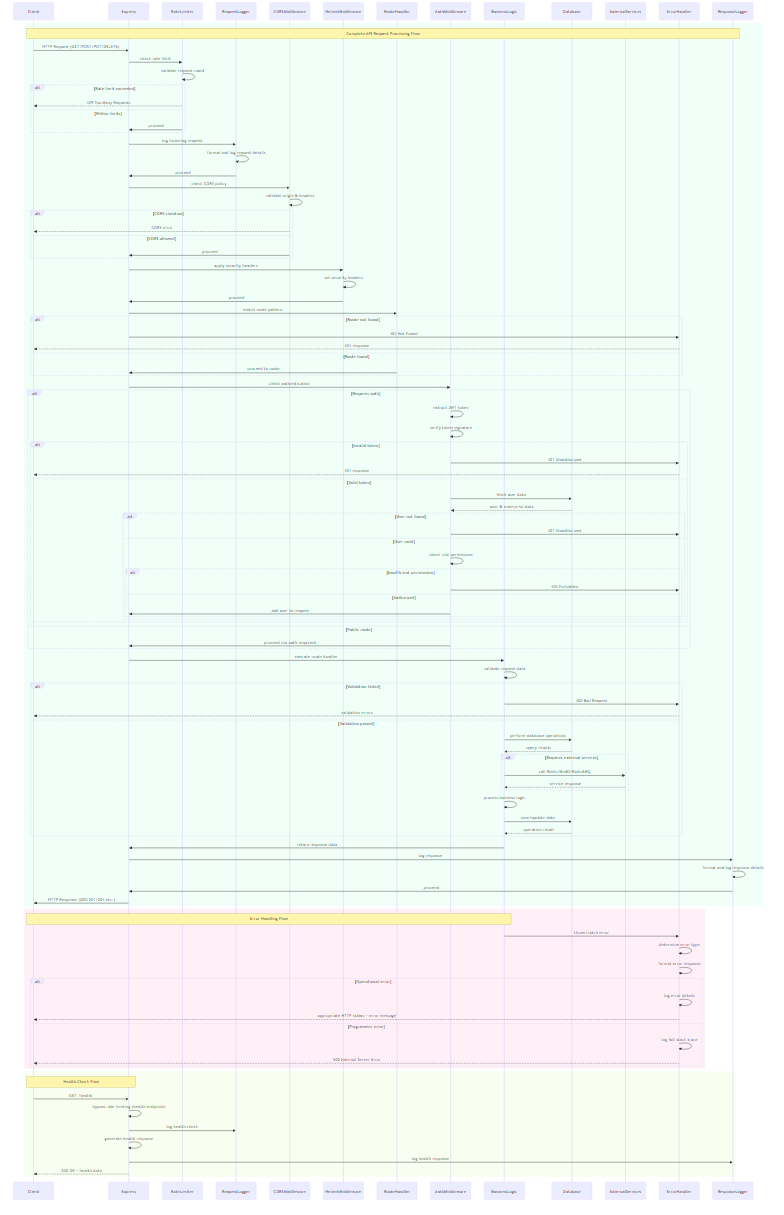 Client Express RateLimiter RequestLogger CORSMiddleware HelmetMiddleware RouteHandler AuthMiddleware BusinessLogic Database ExternalServices ErrorHandler ResponseLogger
Complete API Request Processing Flow
HTTP Request (GET/POST/PUT/DELETE)
check rate limit
validate request count
alt [Rate limit exceeded]
429 Too Many Requests
[Within limits]
proceed
log incoming request
format and log request details
proceed
check CORS policy
validate origin & headers
alt [CORS violation]
CORS error
[CORS allowed]
proceed
apply security headers
set security headers
proceed
match route pattern
alt [Route not found]
404 Not Found
404 response
[Route found]
proceed to route
check authentication
alt [Requires auth]
extract JWT token
verify token signature
alt [Invalid token]
401 Unauthorized
401 response
[Valid token]
fetch user data
user & enterprise data
alt [User not found]
401 Unauthorized
[User valid]
check role permissions
alt [Insufficient permissions]
403 Forbidden
[Authorized]
add user to request
[Public route]
proceed (no auth required)
execute route handler
validate request data
alt [Validation failed]
400 Bad Request
validation errors
[Validation passed]
perform database operations
query results
alt [Requires external services]
call Redis/MinIO/RabbitMQ
service response
process business logic
save/update data
operation result
return response data
log response
format and log response details
proceed
HTTP Response (200/201/204 etc.)
Error Handling Flow
throw/catch error
determine error type
format error response
alt [Operational error]
log error details
appropriate HTTP status + error message
[Programmer error]
log full stack trace
500 Internal Server Error
Health Check Flow
GET /health
bypass rate limiting (health endpoint)
log health check
generate health response
log health response
200 OK + health data
Client Express RateLimiter RequestLogger CORSMiddleware HelmetMiddleware RouteHandler AuthMiddleware BusinessLogic Database ExternalServices ErrorHandler ResponseLogger